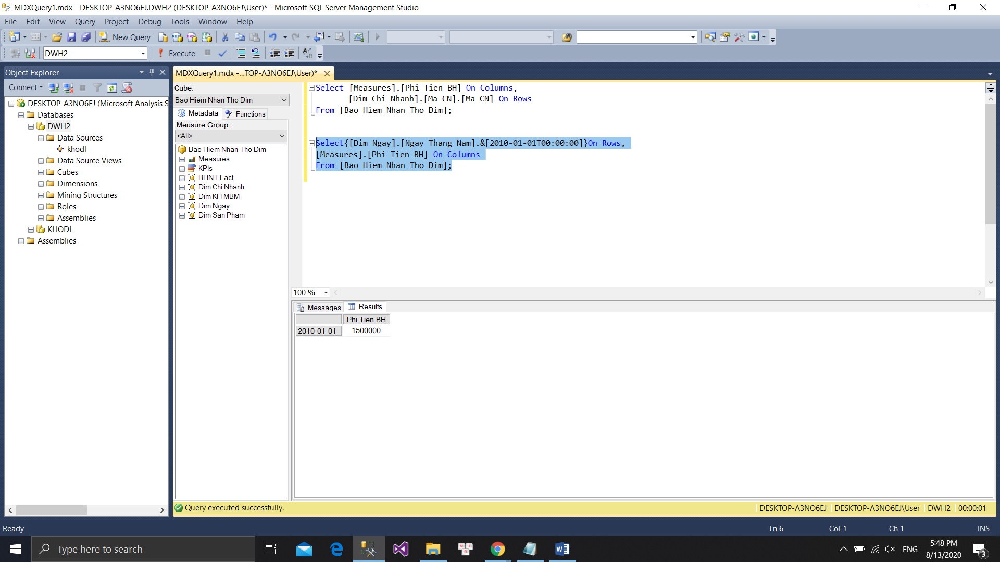 MDXQuery1.mdx - DESKTOP-A3NO6EJ.DWH2 (DESKTOP-A3NO6EJ\User)* - Microsoft SQL Server Management Studio
File Edit View Query Project Debug Tools Window Help
New Query
DWH2 Execute
Object Explorer
Connect
DESKTOP-A3NO6EJ (Microsoft Analysis S
Databases
DWH2
Data Sources
khodl
Data Source Views
Cubes
Dimensions
Mining Structures
Roles
Assemblies
KHODL
Assemblies
MDXQuery1.mdx -...TOP-A3NO6EJ\User)*
Cube:
Bao Hiem Nhan Tho Dim
Metadata Functions
Measure Group:
<All>
Bao Hiem Nhan Tho Dim
Measures
KPIs
BHNT Fact
Dim Chi Nhanh
Dim KH MBM
Dim Ngay
Dim San Pham
Select [Measures].[Phi Tien BH] On Columns,
[Dim Chi Nhanh].[Ma CN].[Ma CN] On Rows
From [Bao Hiem Nhan Tho Dim];
Select{[Dim Ngay].[Ngay Thang Nam].&[2010-01-01T00:00:00]}On Rows,
[Measures].[Phi Tien BH] On Columns
From [Bao Hiem Nhan Tho Dim];
100 %
Messages Results
Phi Tien BH
2010-01-01 1500000
Query executed successfully.
DESKTOP-A3NO6EJ DESKTOP-A3NO6EJ\User DWH2 00:00:01
Ready Ln 6 Col 1 Ch 1 INS
Type here to search
ENG
5:48 PM
8/13/2020
3